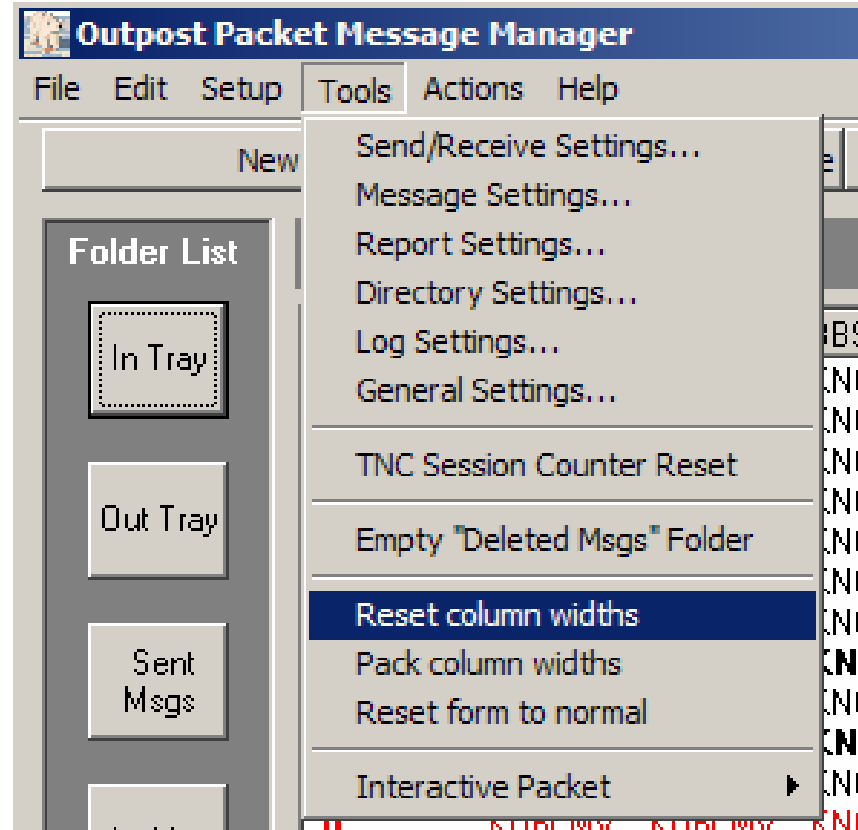 Outpost Packet Message Manager
File Edit Setup Tools Actions Help
New
Send/Receive Settings...
Message Settings...
Report Settings...
Directory Settings...
Log Settings...
General Settings...
TNC Session Counter Reset
Empty "Deleted Msgs" Folder
Reset column widths
Pack column widths
Reset form to normal
Interactive Packet
Folder List
In Tray
Out Tray
Sent
Msgs